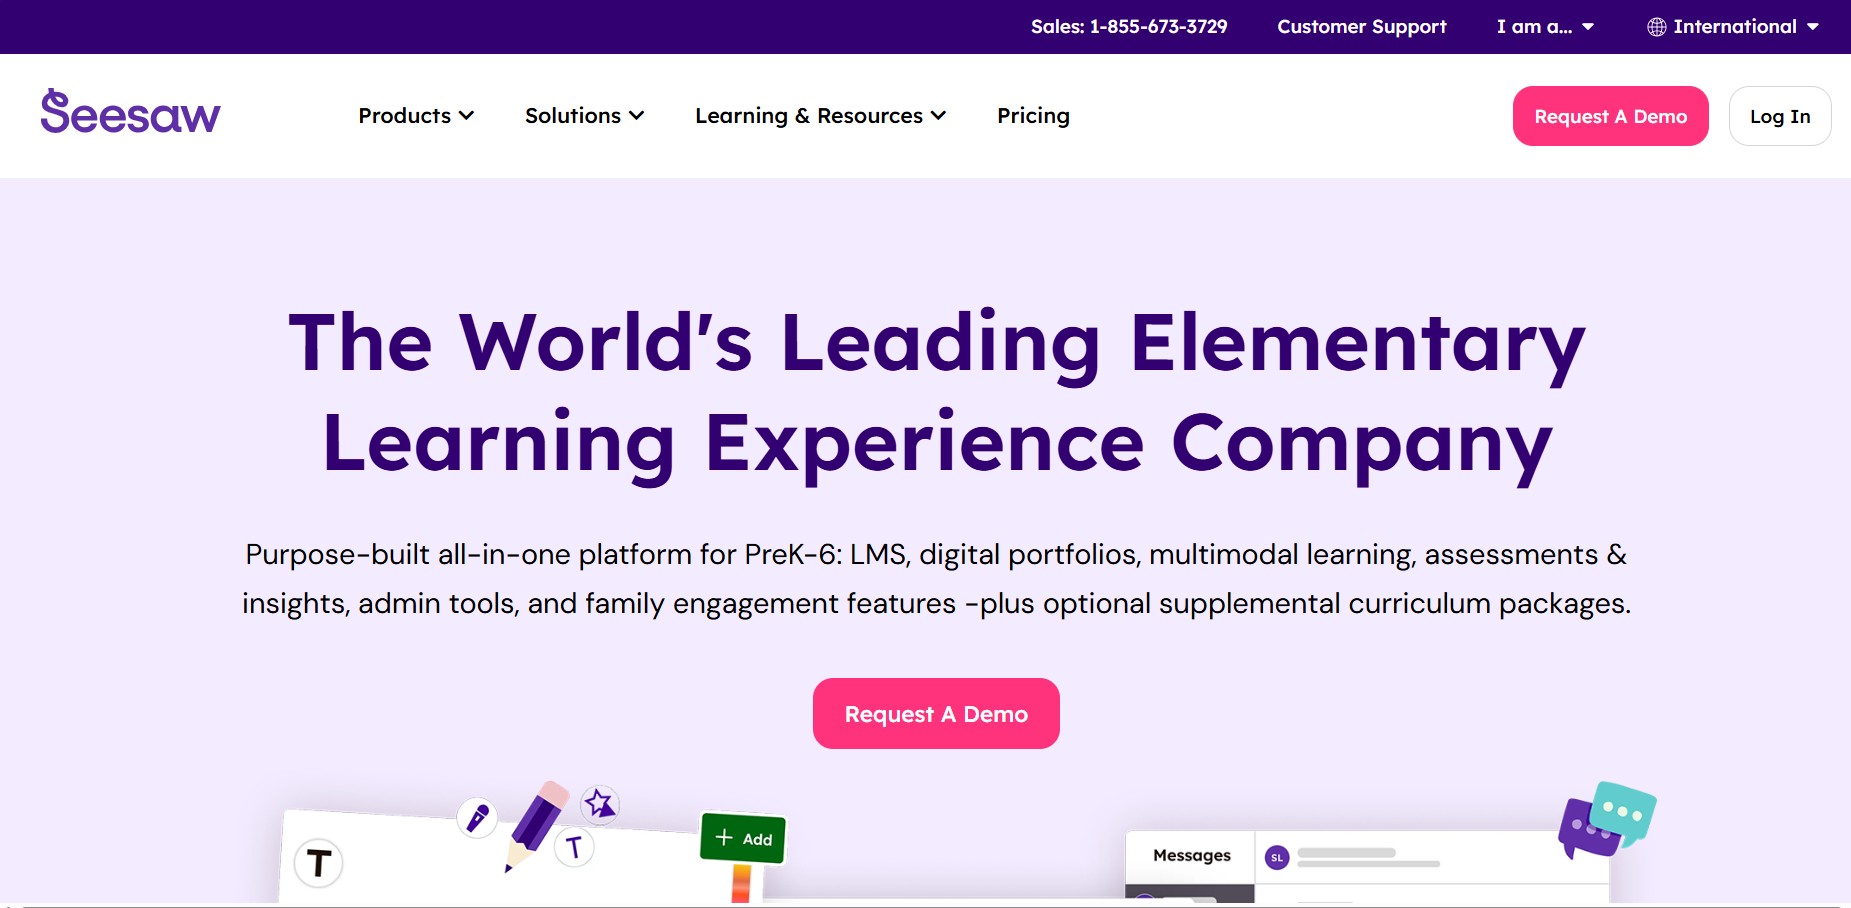 Sales: 1-855-673-3729 Customer Support I am a... International
Seesaw Products Solutions Learning & Resources Pricing Request A Demo Log In
The World's Leading Elementary
Learning Experience Company
Purpose-built all-in-one platform for PreK-6: LMS, digital portfolios, multimodal learning, assessments &
insights, admin tools, and family engagement features -plus optional supplemental curriculum packages.
Request A Demo
T T + Add
Messages SL